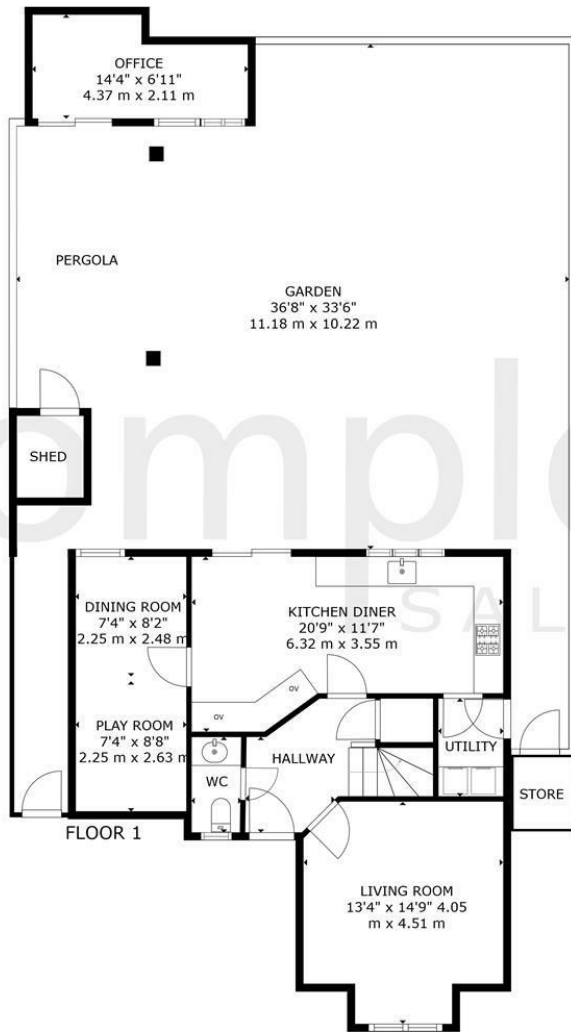 OFFICE
14'4" x 6'11"
4.37 m x 2.11 m
PERGOLA
GARDEN
36'8" x 33'6"
11.18 m x 10.22 m
omple
SHED
SAL
DINING ROOM
7'4" x 8'2"
2.25 m x 2.48 m
KITCHEN DINER
20'9" x 11'7"
6.32 m x 3.55 m
OV
OV
PLAY ROOM
7'4" x 8'8"
2.25 m x 2.63 m
HALLWAY
UTILITY
WC
STORE
FLOOR 1
LIVING ROOM
13'4" x 14'9" 4.05
m x 4.51 m